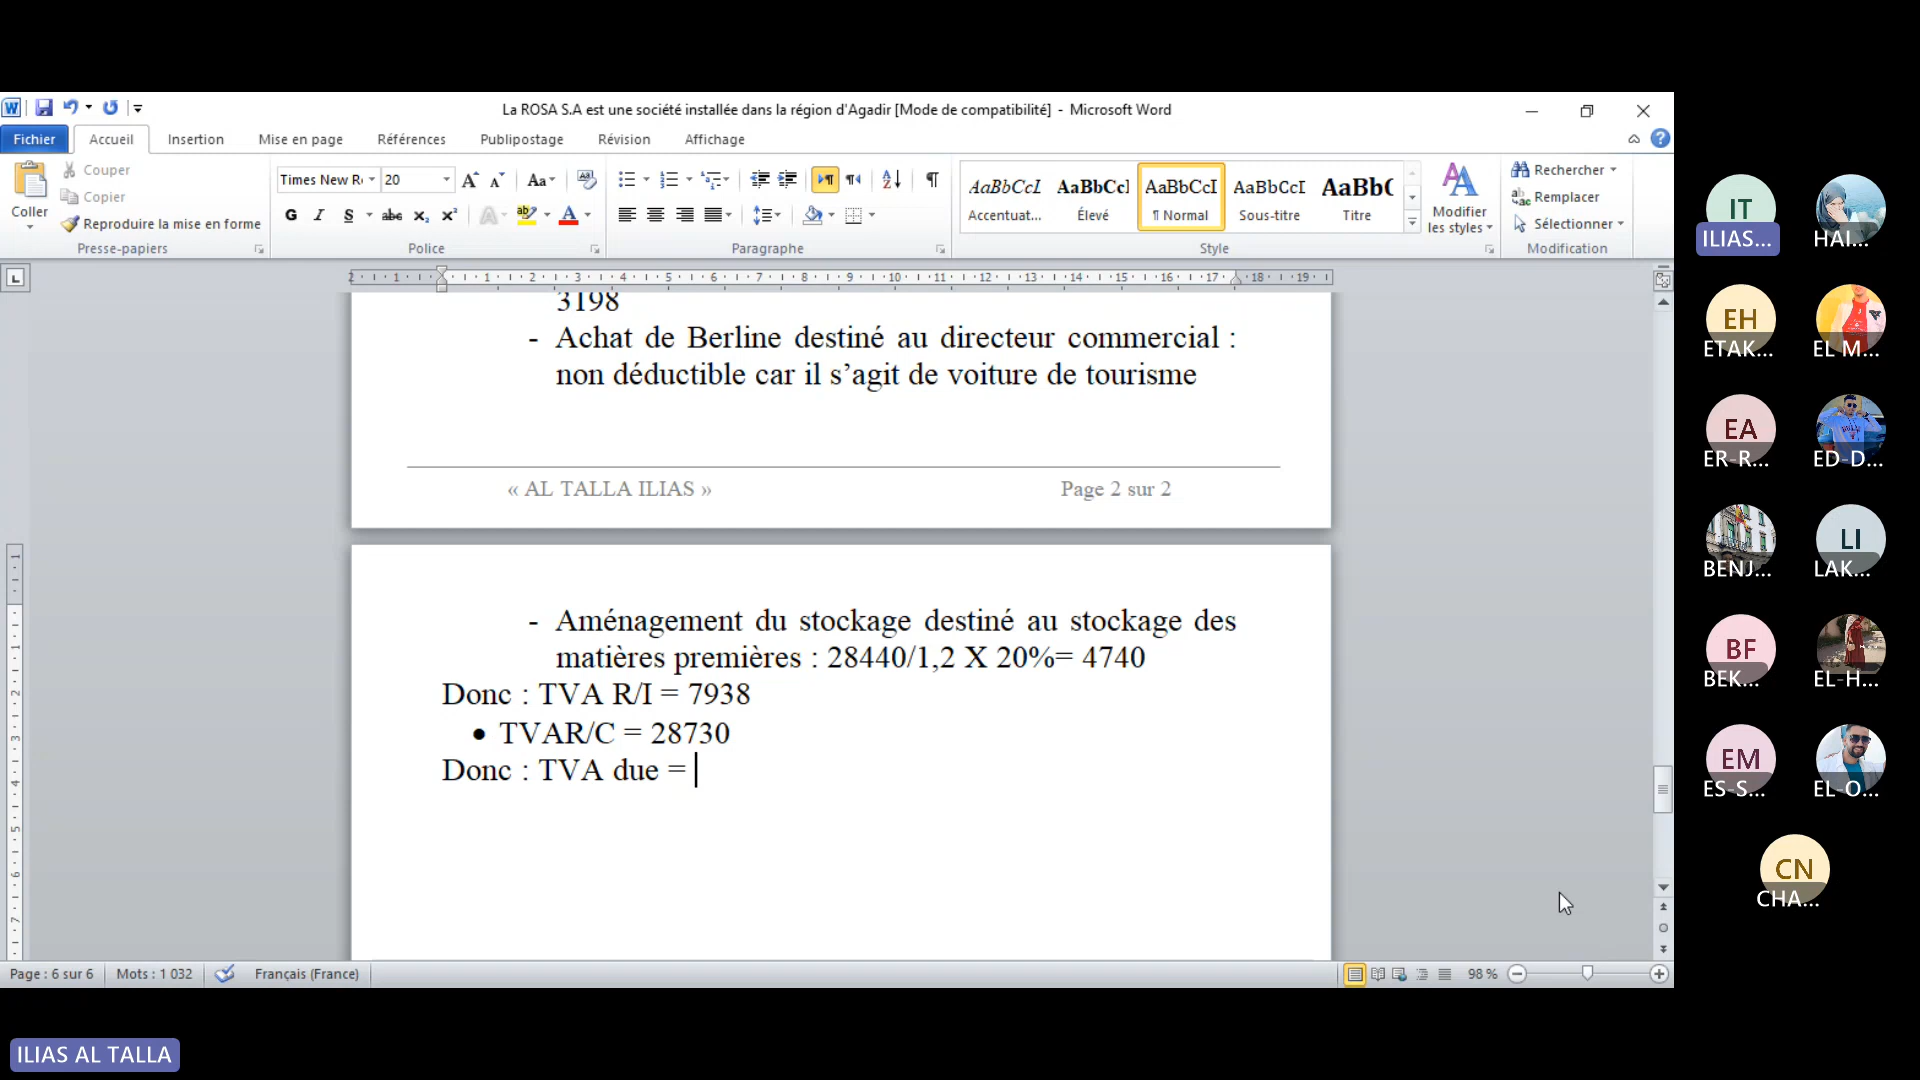 La ROSA S.A est une société installée dans la région d'Agadir [Mode de compatibilité] - Microsoft Word
Fichier Accueil Insertion Mise en page Références Publipostage Révision Affichage
Coller
Couper
Copier
Reproduire la mise en forme
Presse-papiers
Times New R 20
Police
Paragraphe
AaBbCcI Accentuat...
AaBbCcI Élevé
AaBbCcI ¶ Normal
AaBbCcI Sous-titre
AaBb( Titre
Style
Modifier les styles
Rechercher
Remplacer
Sélectionner
Modification
3198
- Achat de Berline destiné au directeur commercial :
non déductible car il s’agit de voiture de tourisme
« AL TALLA ILIAS » Page 2 sur 2
- Aménagement du stockage destiné au stockage des
matières premières : 28440/1,2 X 20%= 4740
Donc : TVA R/I = 7938
• TVAR/C = 28730
Donc : TVA due =
Page : 6 sur 6 Mots : 1 032 Français (France) 98 %
IT ILIAS...
HAI...
EH ETAK...
EL M...
EA ER-R...
ED-D...
BENJ...
LI LAK...
BF BEK...
EL-H...
EM ES-S...
EL-O...
CN CHA...
ILIAS AL TALLA